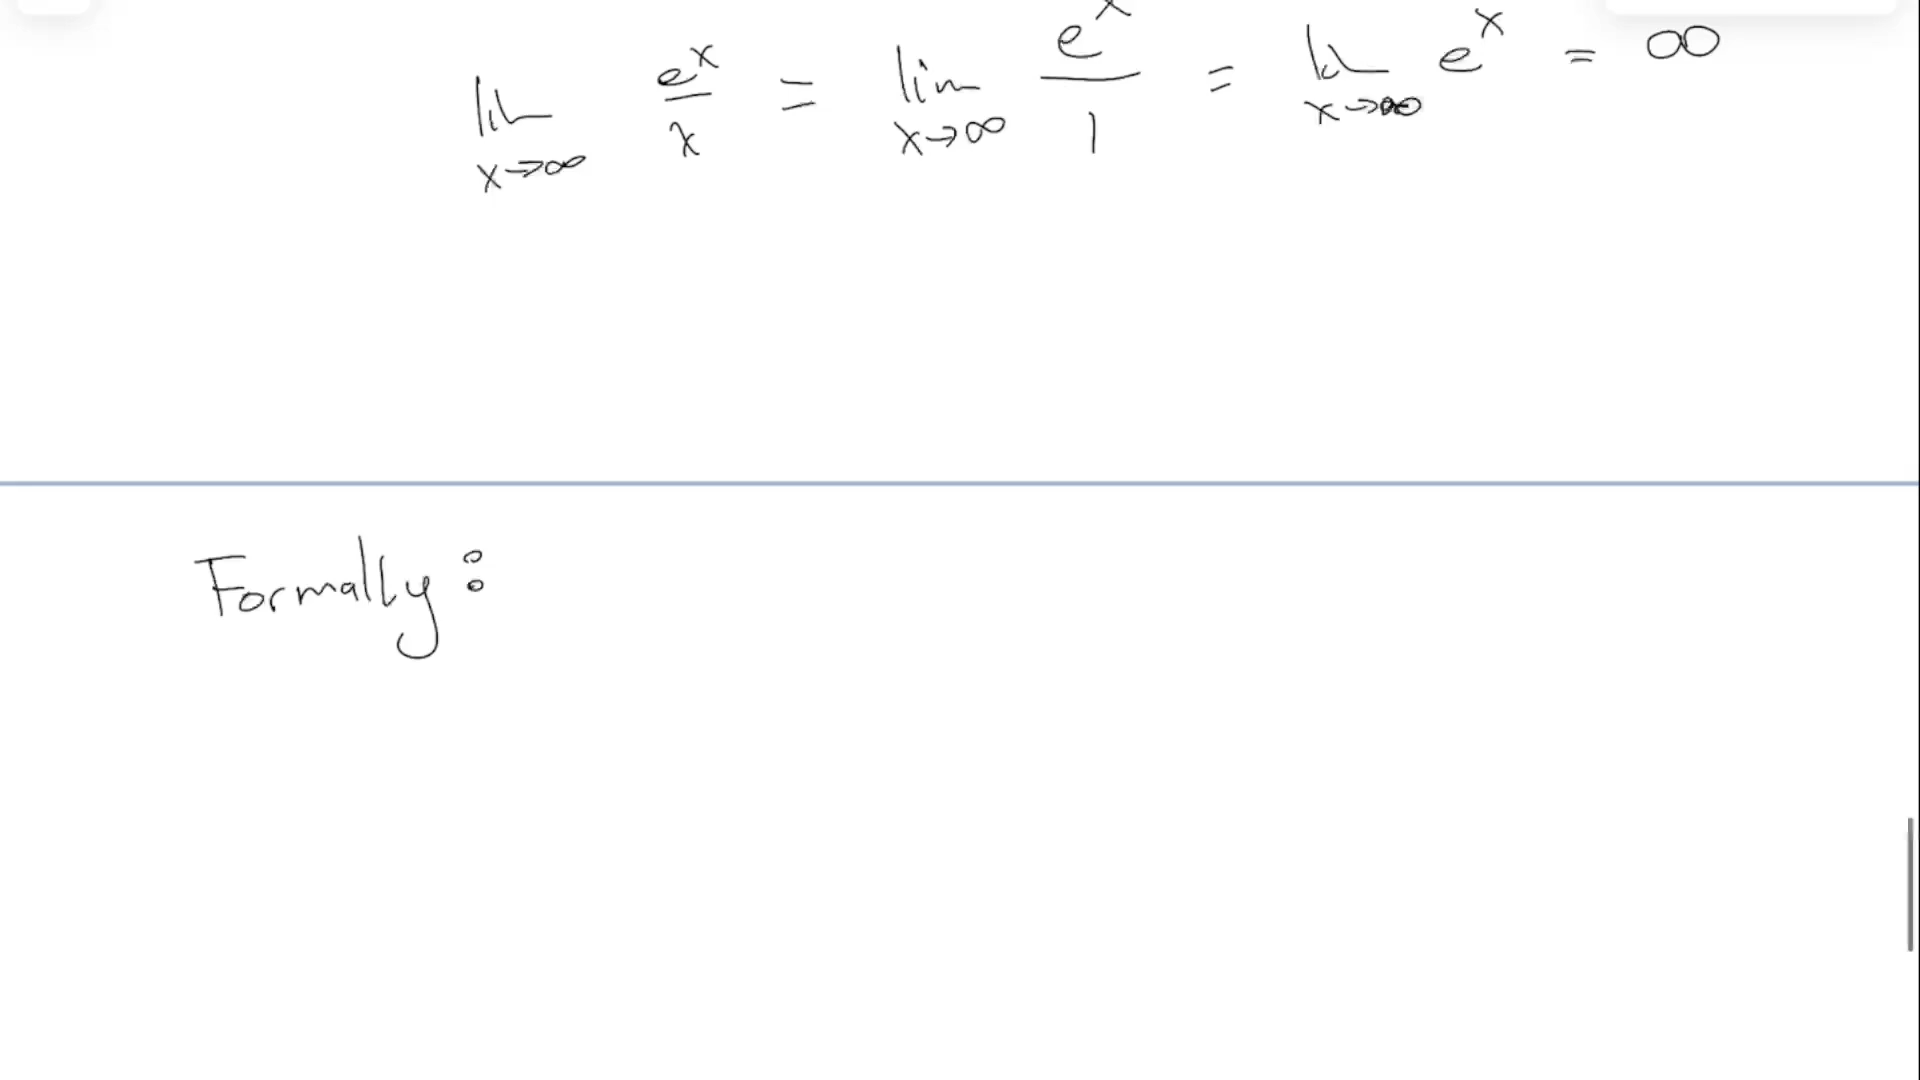 lim x→∞ e^x/x = lim x→∞ e^x/1 = lim x→∞ e^x = ∞
Formally: